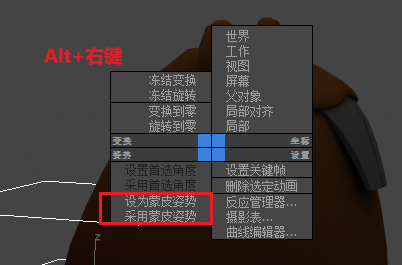 Alt+右键
世界
工作
视图
屏幕
父对象
局部对齐
局部
冻结变换
冻结旋转
变换到零
旋转到零
变换
坐标
姿势
设置
设置首选角度
采用首选角度
设为蒙皮姿势
采用蒙皮姿势
设置关键帧
删除选定动画
反应管理器...
摄影表...
曲线编辑器...
z